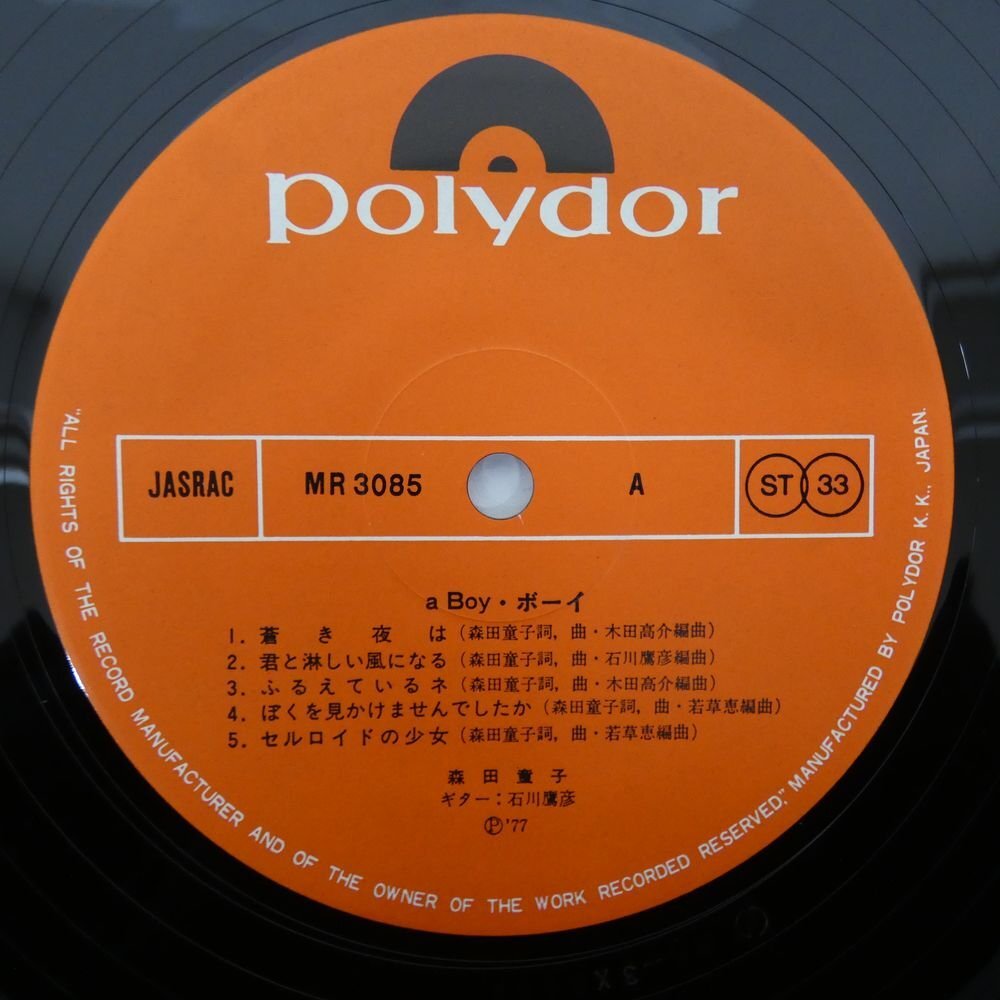 polydor
JASRAC
MR 3085
A
ST 33
a Boy・ボーイ
1. 蒼き夜は (森田童子詞, 曲・木田高介編曲)
2. 君と淋しい風になる (森田童子詞, 曲・石川鷹彦編曲)
3. ふるえているネ (森田童子詞, 曲・木田高介編曲)
4. ぼくを見かけませんでしたか (森田童子詞, 曲・若草恵編曲)
5. セルロイドの少女 (森田童子詞, 曲・若草恵編曲)
森田童子
ギター：石川鷹彦
Ⓟ'77
"ALL RIGHTS OF THE RECORD MANUFACTURER AND OF THE OWNER OF THE WORK RECORDED RESERVED," MANUFACTURED BY POLYDOR K.K., JAPAN.